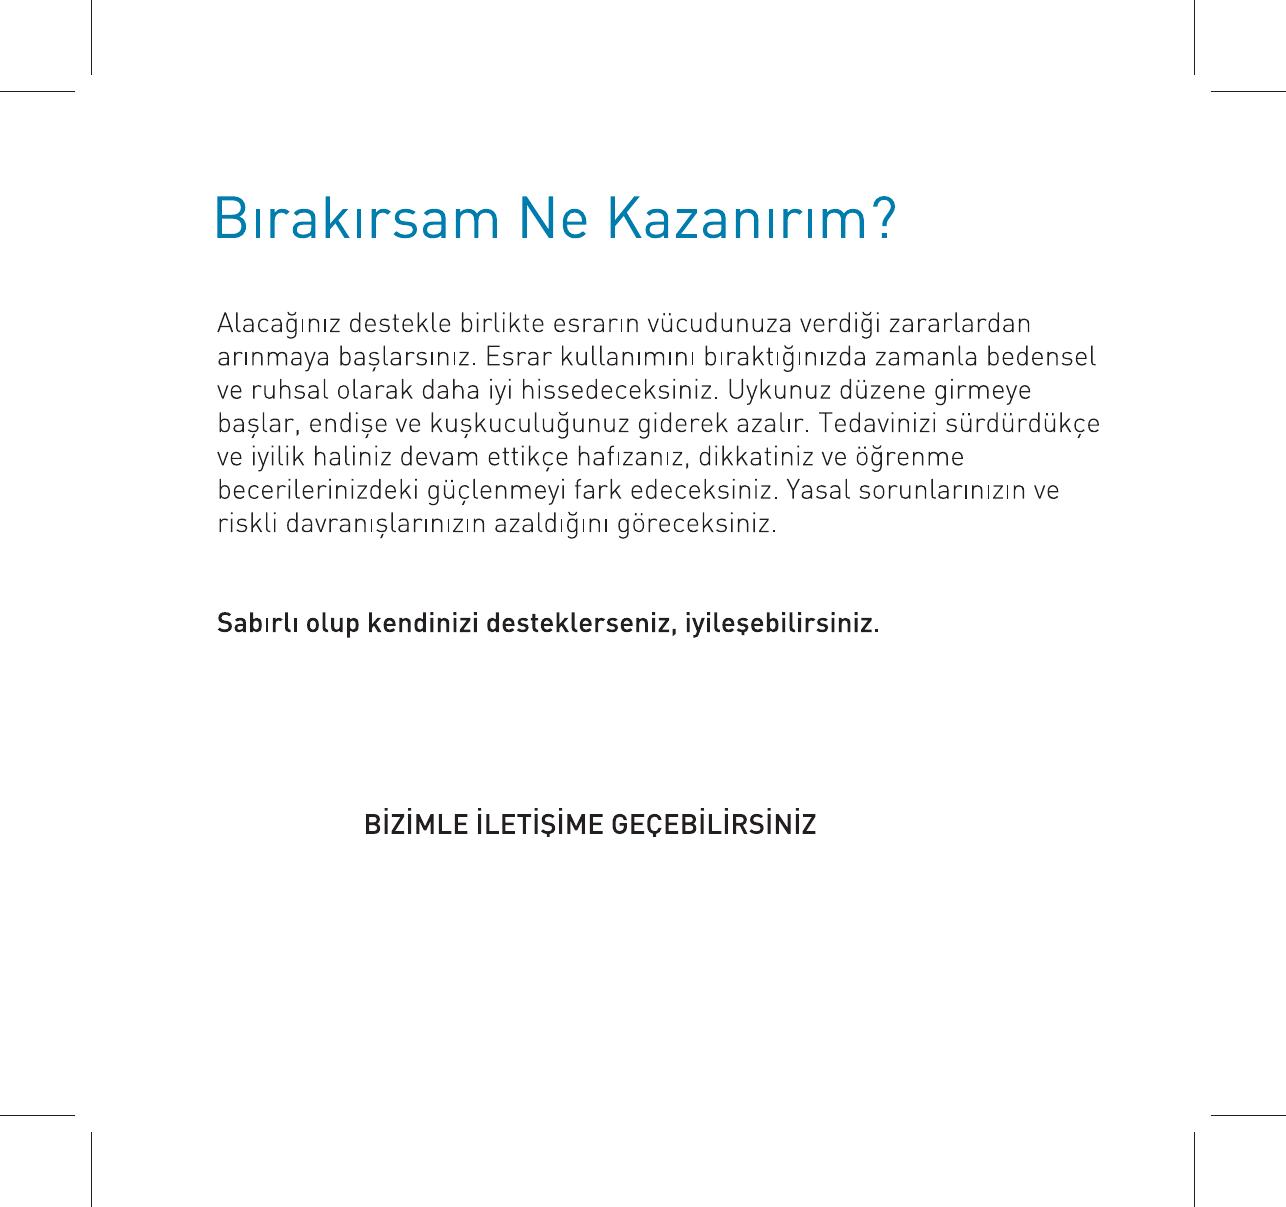 Bırakırsam Ne Kazanırım?
Alacağınız destekle birlikte esrarın vücudunuza verdiği zararlardan
arınmaya başlarsınız. Esrar kullanımını bıraktığınızda zamanla bedensel
ve ruhsal olarak daha iyi hissedeceksiniz. Uykunuz düzene girmeye
başlar, endişe ve kuşkuculuğunuz giderek azalır. Tedavinizi sürdürdükçe
ve iyilik haliniz devam ettikçe hafızanız, dikkatiniz ve öğrenme
becerilerinizdeki güçlenmeyi fark edeceksiniz. Yasal sorunlarınızın ve
riskli davranışlarınızın azaldığını göreceksiniz.
Sabırlı olup kendinizi desteklerseniz, iyileşebilirsiniz.
BİZİMLE İLETİŞİME GEÇEBİLİRSİNİZ